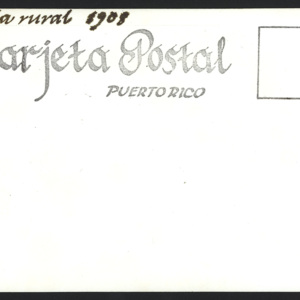 a rural 1908
arjeta Postal
PUERTO RICO